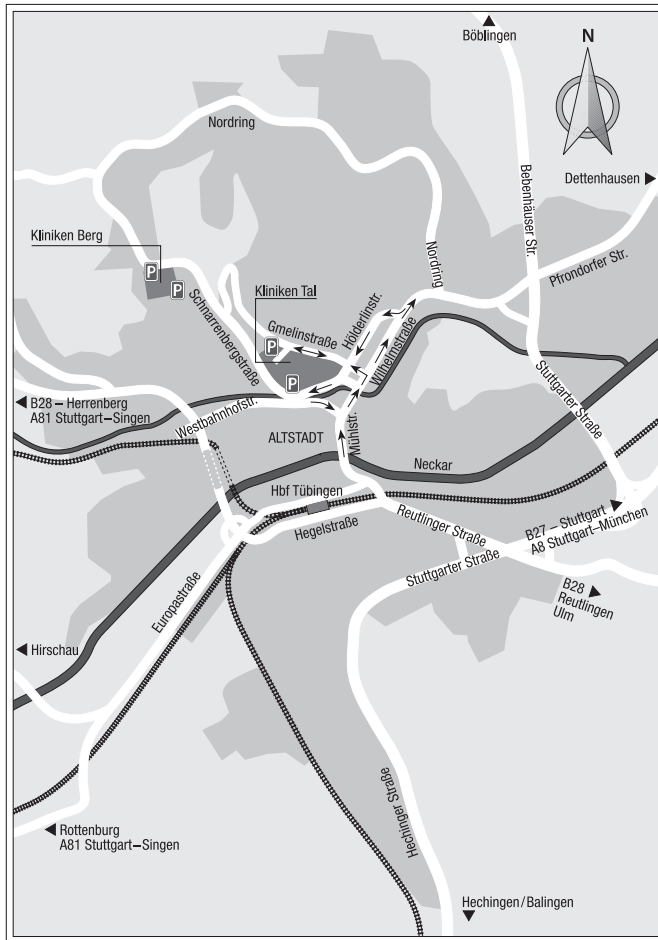 Böblingen
N
Nordring
Dettenhausen
Bebenhäuser Str.
Kliniken Berg
P
P
Nordring
Pfrondorfer Str.
Kliniken Tal
Schnarrenbergstraße
Hölderlinstr.
Gmelinstraße
P
Wilhelmstraße
P
B28 – Herrenberg
A81 Stuttgart–Singen
Westbahnhofstr.
Stuttgarter Straße
ALTSTADT
Mühlstr.
Neckar
Hbf Tübingen
Hegelstraße
Reutlinger Straße
B27 – Stuttgart
A8 Stuttgart–München
Stuttgarter Straße
B28
Reutlingen
Ulm
Europastraße
Hirschau
Hechinger Straße
Rottenburg
A81 Stuttgart–Singen
Hechingen/Balingen